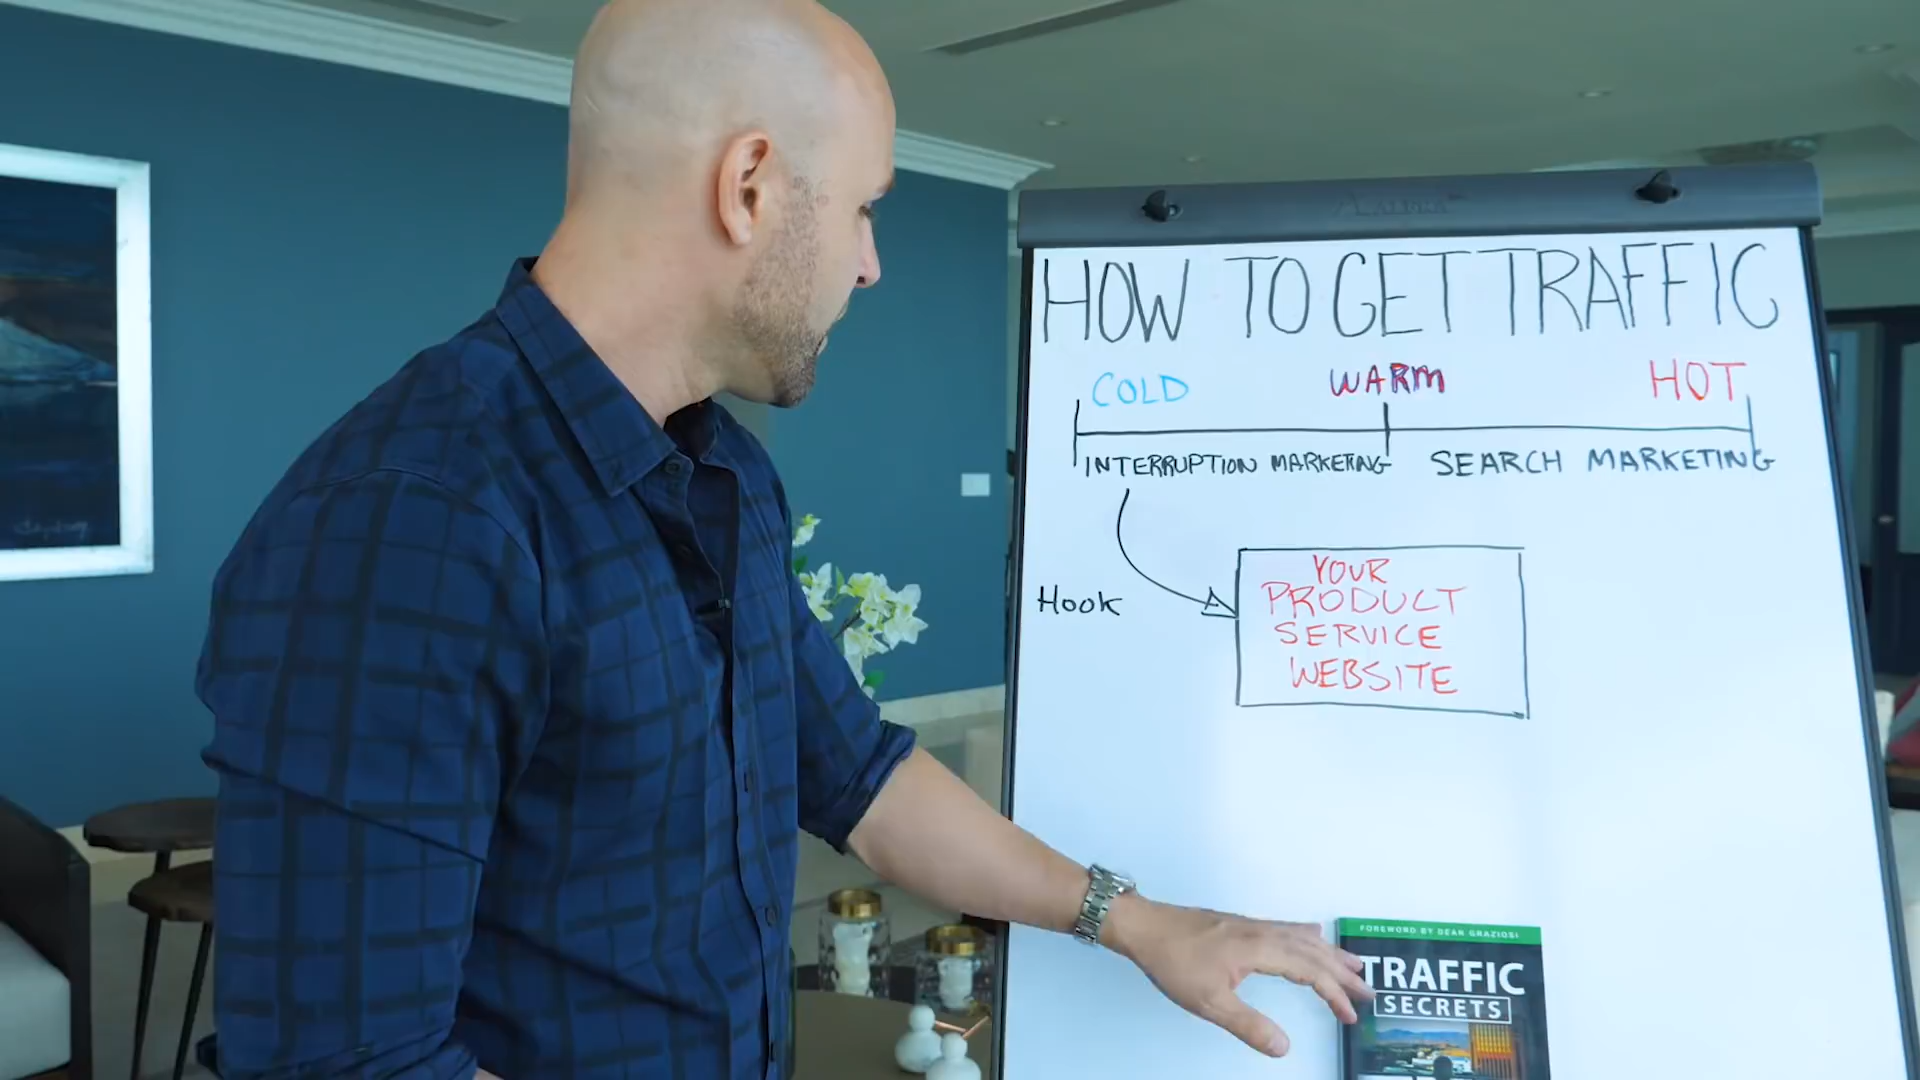 HOW TO GET TRAFFIC
COLD WARM HOT
INTERRUPTION MARKETING SEARCH MARKETING
Hook
YOUR
PRODUCT
SERVICE
WEBSITE
FOREWORD BY DEAN GRAZIOSI
TRAFFIC
SECRETS